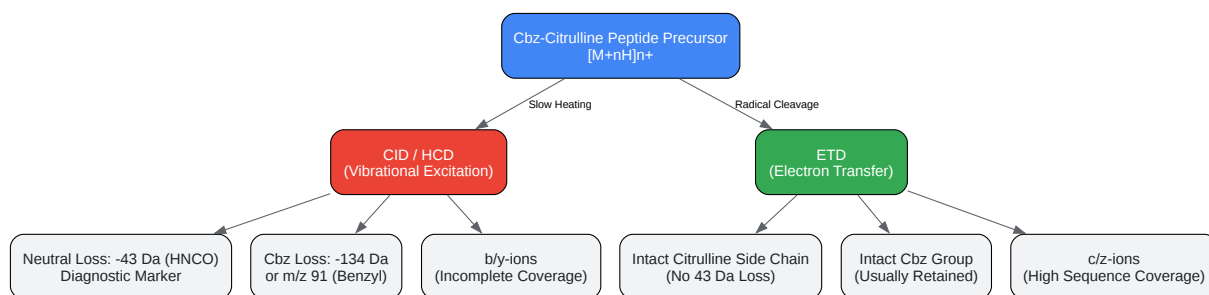 Cbz-Citrulline Peptide Precursor
[M+nH]n+
Slow Heating
Radical Cleavage
CID / HCD
(Vibrational Excitation)
ETD
(Electron Transfer)
Neutral Loss: -43 Da (HNCO)
Diagnostic Marker
Cbz Loss: -134 Da
or m/z 91 (Benzyl)
b/y-ions
(Incomplete Coverage)
Intact Citrulline Side Chain
(No 43 Da Loss)
Intact Cbz Group
(Usually Retained)
c/z-ions
(High Sequence Coverage)